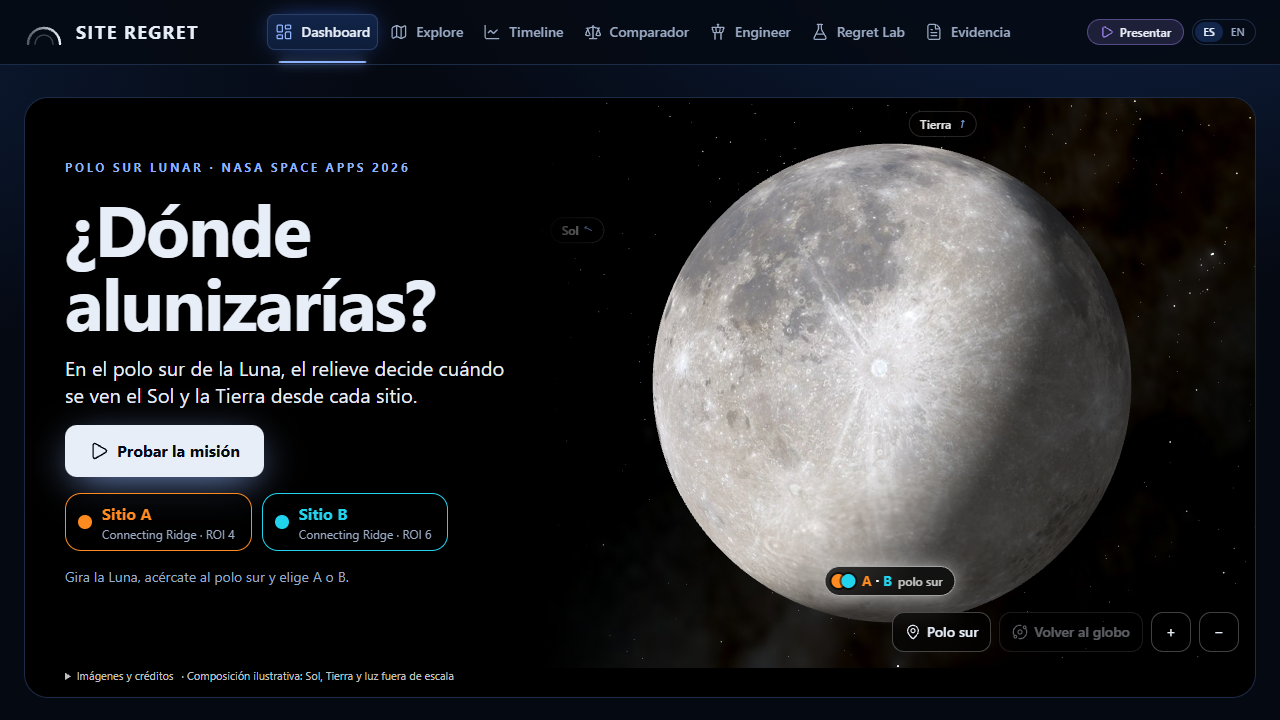 SITE REGRET
Dashboard
Explore
Timeline
Comparador
Engineer
Regret Lab
Evidencia
Presentar
ES
EN
POLO SUR LUNAR · NASA SPACE APPS 2026
¿Dónde
alunizarías?
En el polo sur de la Luna, el relieve decide cuándo
se ven el Sol y la Tierra desde cada sitio.
Probar la misión
Sitio A
Connecting Ridge · ROI 4
Sitio B
Connecting Ridge · ROI 6
Gira la Luna, acércate al polo sur y elige A o B.
Imágenes y créditos · Composición ilustrativa: Sol, Tierra y luz fuera de escala
Tierra ↑
Sol ←
A · B polo sur
Polo sur
Volver al globo
+
−